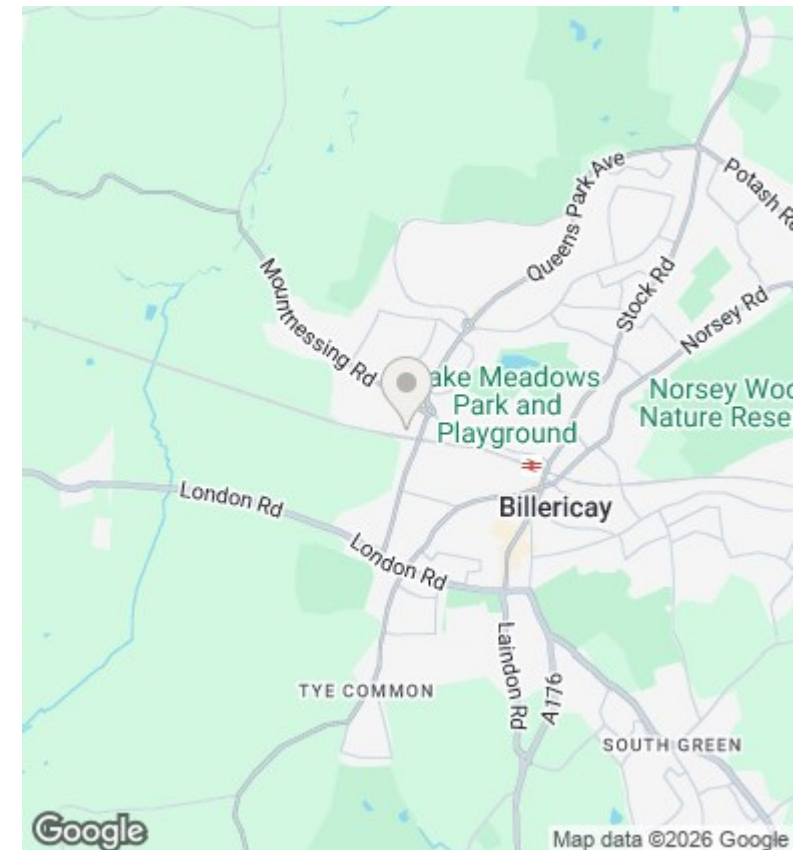 Queens Park Ave
Potash Ra
Stock Rd
Norsey Rd
Mountnessing Rd
ake Meadows
Park and
Playground
Norsey Woo
Nature Rese
London Rd
Billericay
London Rd
Laindon Rd
A176
TYE COMMON
SOUTH GREEN
Google
Map data ©2026 Google